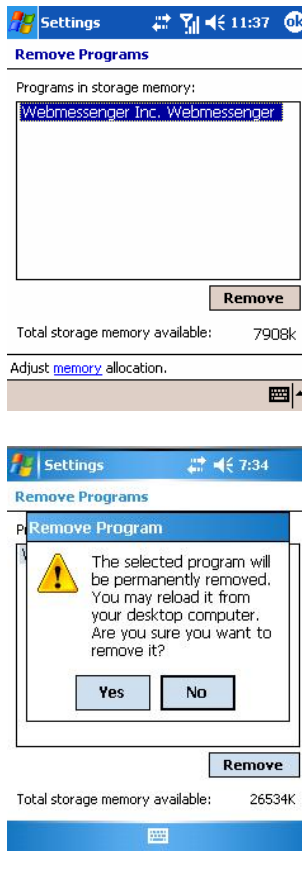 Settings 11:37 ok
Remove Programs
Programs in storage memory:
Webmessenger Inc. Webmessenger
Remove
Total storage memory available: 7908k
Adjust memory allocation.
Settings 7:34
Remove Programs
Remove Program
The selected program will
be permanently removed.
You may reload it from
your desktop computer.
Are you sure you want to
remove it?
Yes No
Remove
Total storage memory available: 26534K